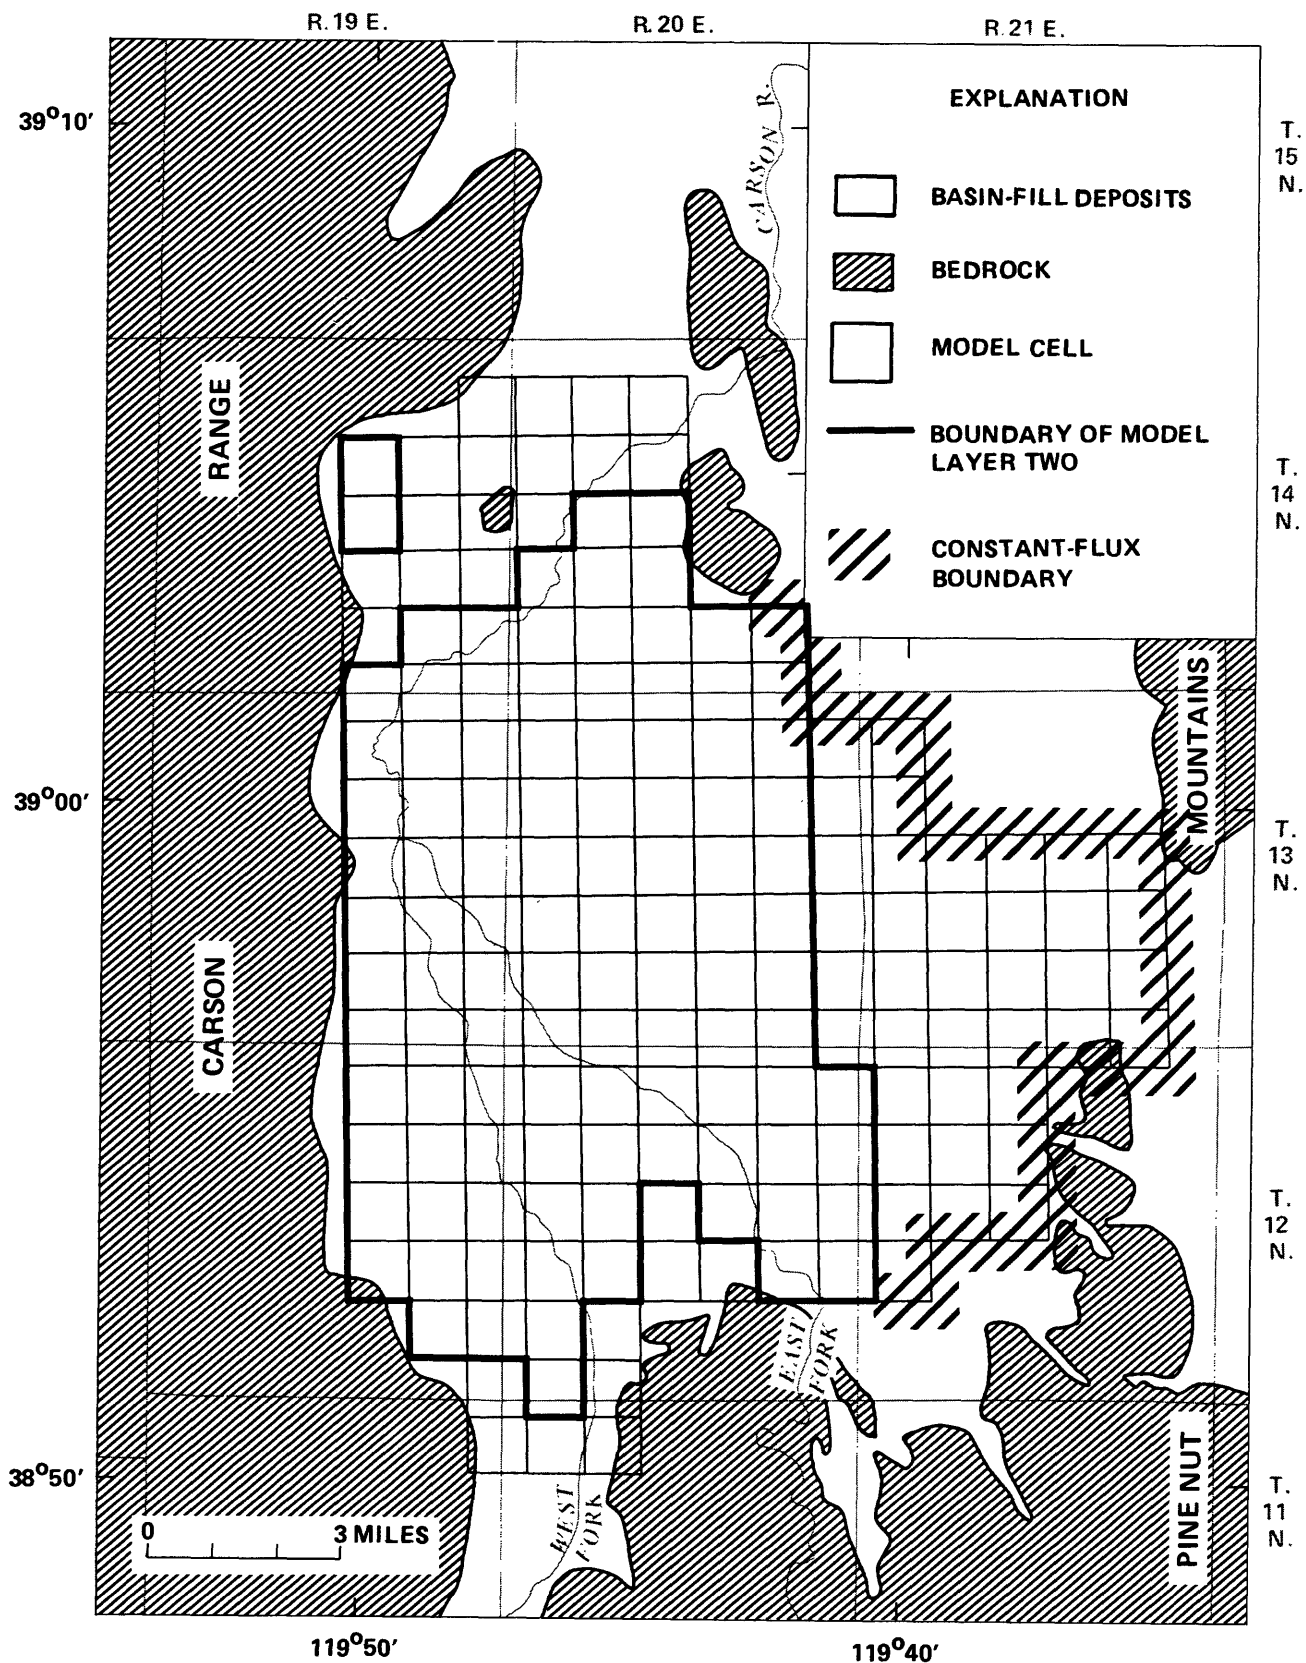 R.19 E.
R.20 E.
R.21 E.
39°10'
39°00'
38°50'
119°50'
119°40'
T.
15
N.
T.
14
N.
T.
13
N.
T.
12
N.
T.
11
N.
EXPLANATION
BASIN-FILL DEPOSITS
BEDROCK
MODEL CELL
BOUNDARY OF MODEL
LAYER TWO
CONSTANT-FLUX
BOUNDARY
CARSON R.
RANGE
CARSON
MOUNTAINS
PINE NUT
EAST
FORK
WEST
FORK
0
3 MILES